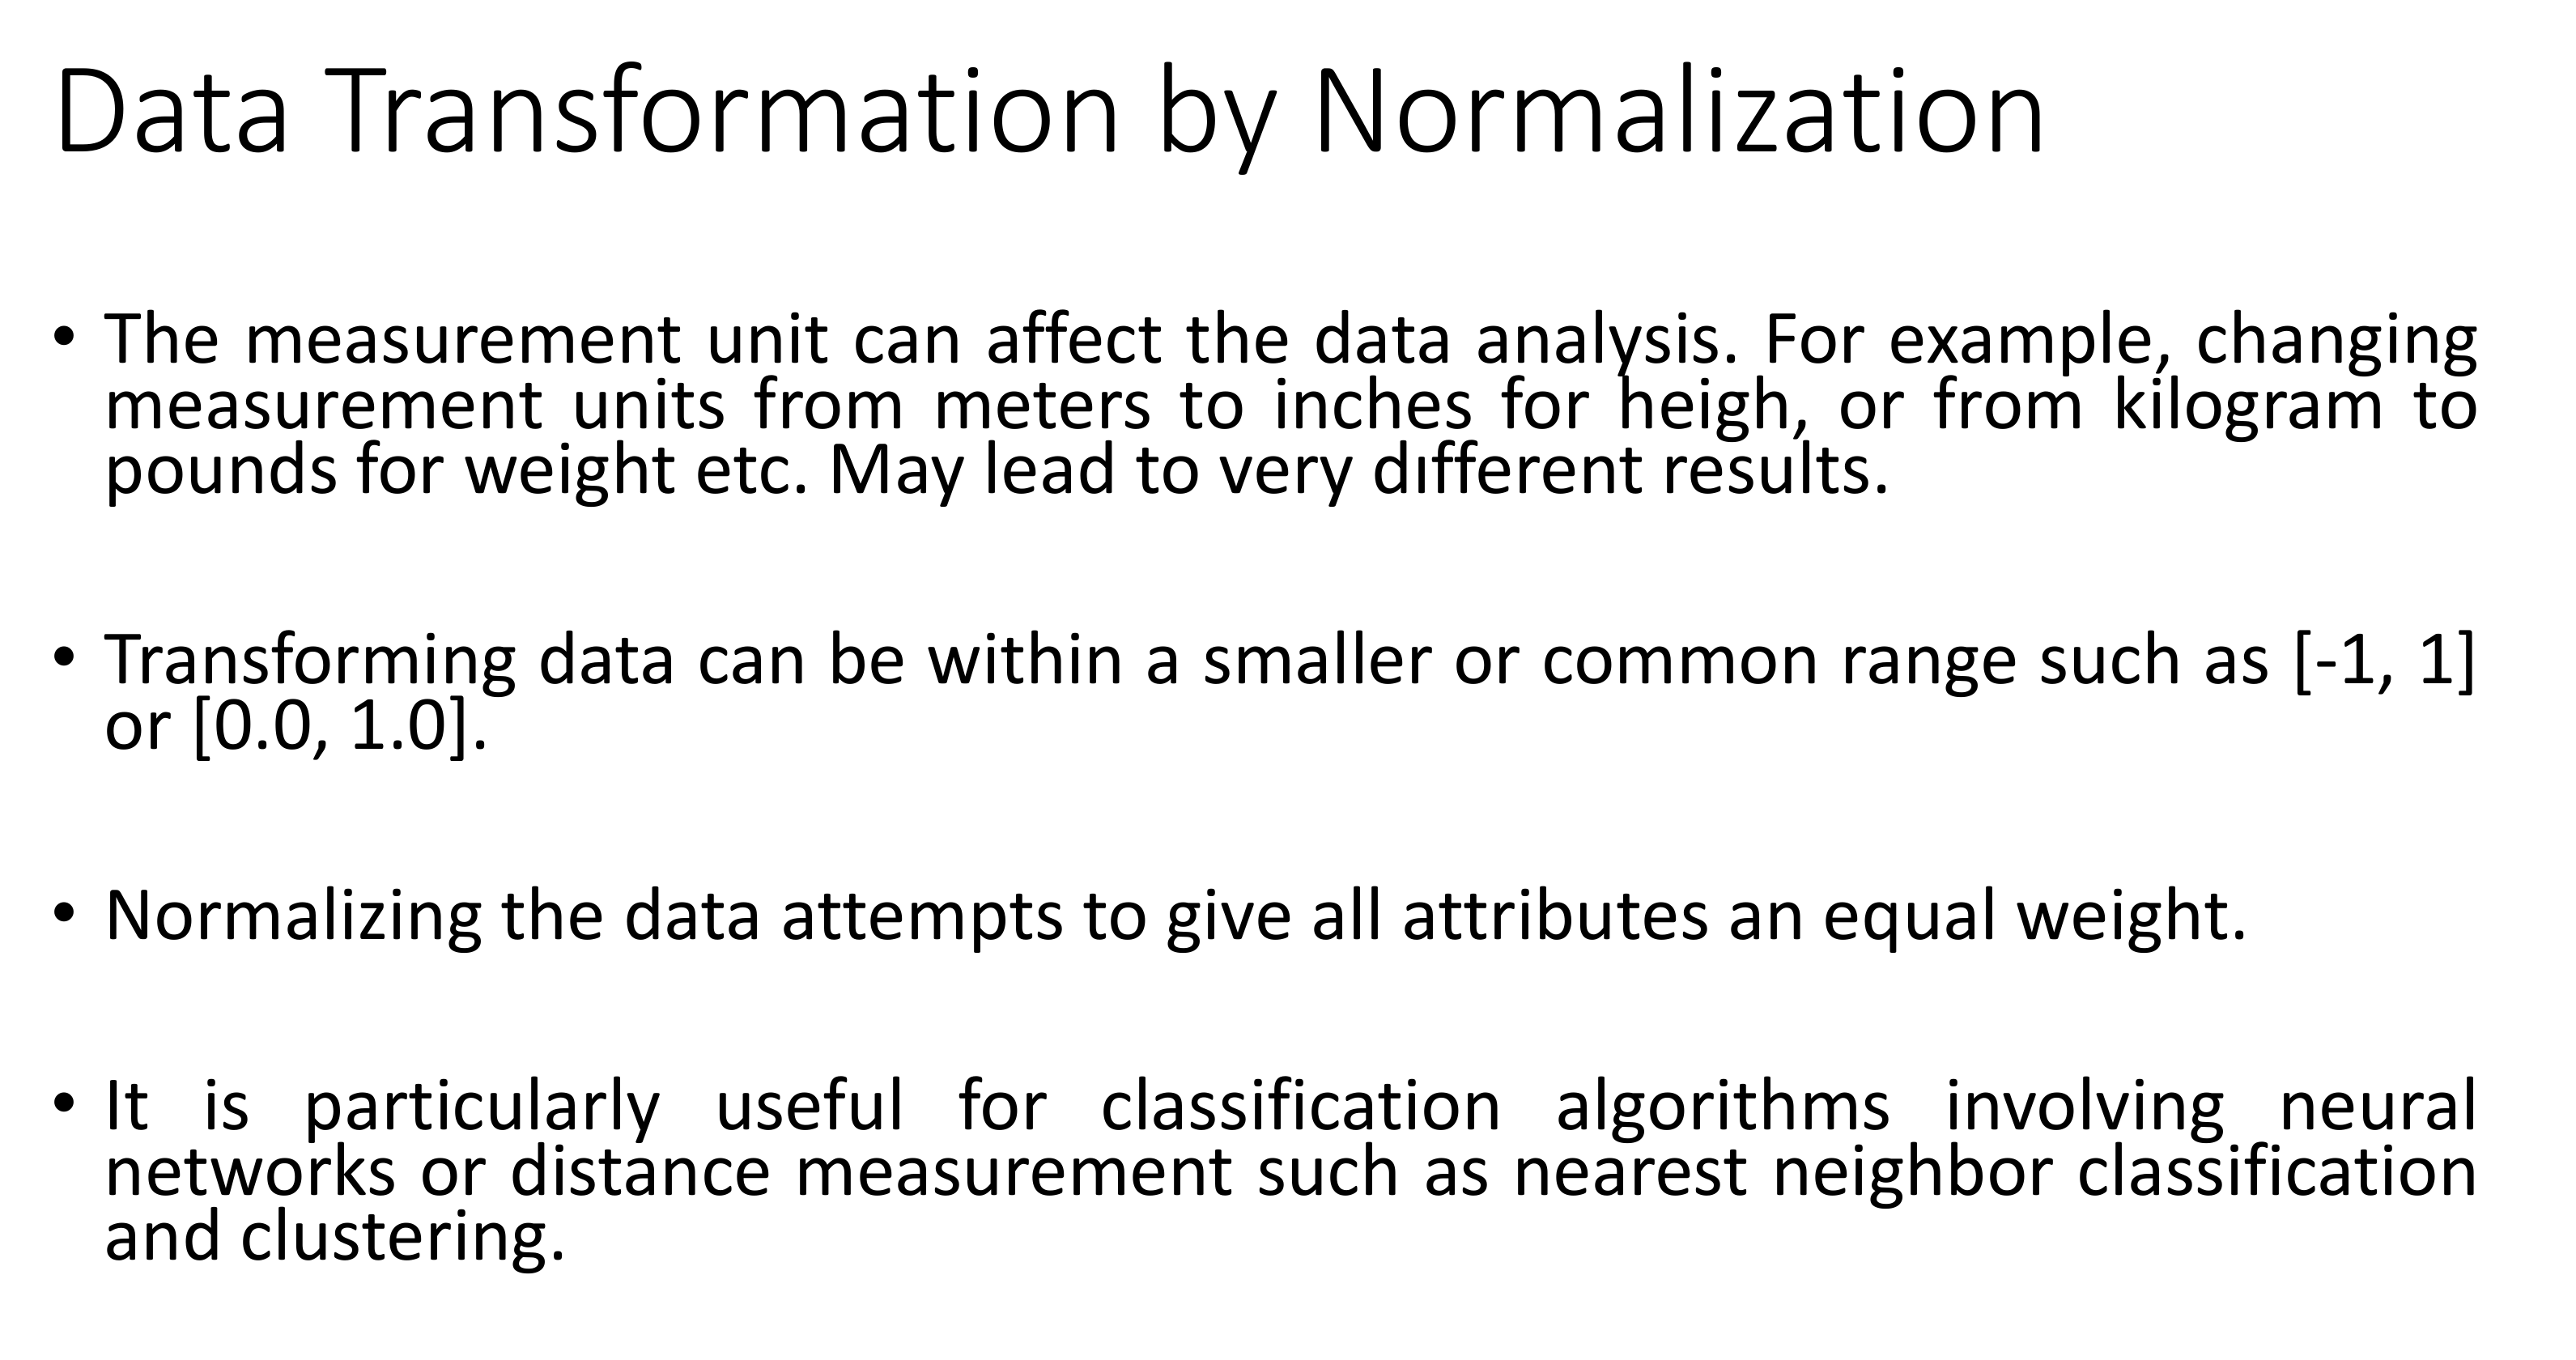 Data Transformation by Normalization
• The measurement unit can affect the data analysis. For example, changing
measurement units from meters to inches for heigh, or from kilogram to
pounds for weight etc. May lead to very different results.
• Transforming data can be within a smaller or common range such as [-1, 1]
or [0.0, 1.0].
• Normalizing the data attempts to give all attributes an equal weight.
• It is particularly useful for classification algorithms involving neural
networks or distance measurement such as nearest neighbor classification
and clustering.